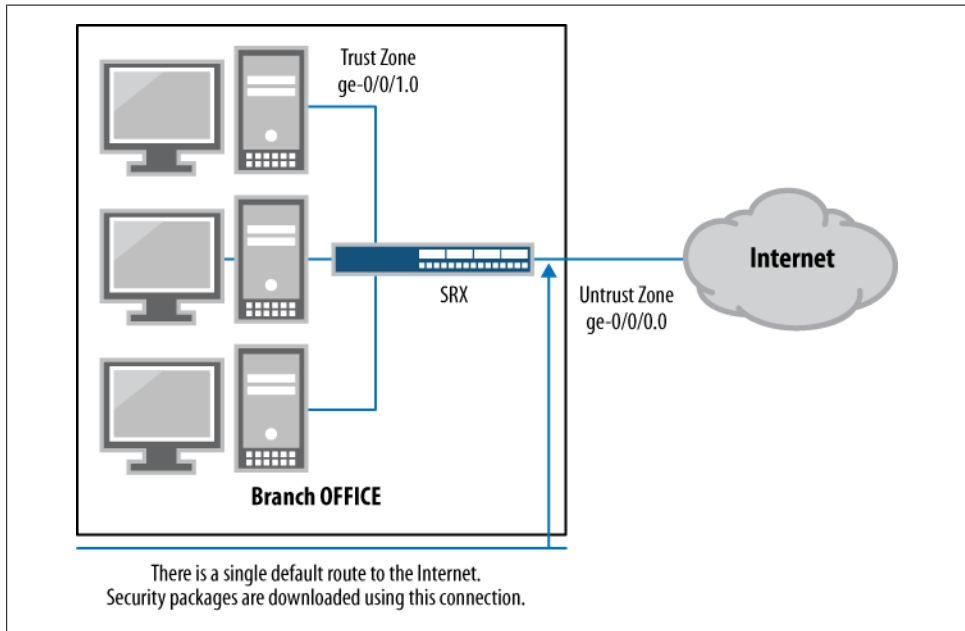 Trust Zone
ge-0/0/1.0
Internet
SRX
Untrust Zone
ge-0/0/0.0
Branch OFFICE
There is a single default route to the Internet.
Security packages are downloaded using this connection.